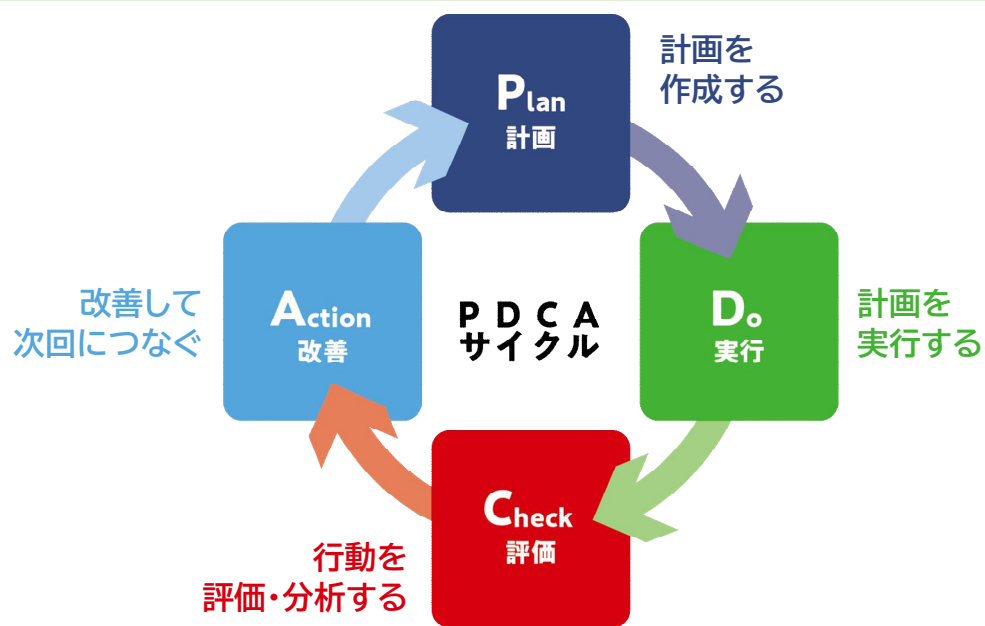 Plan
計画
計画を
作成する
Do
実行
計画を
実行する
Check
評価
行動を
評価・分析する
Action
改善
改善して
次回につなぐ
PDCA
サイクル